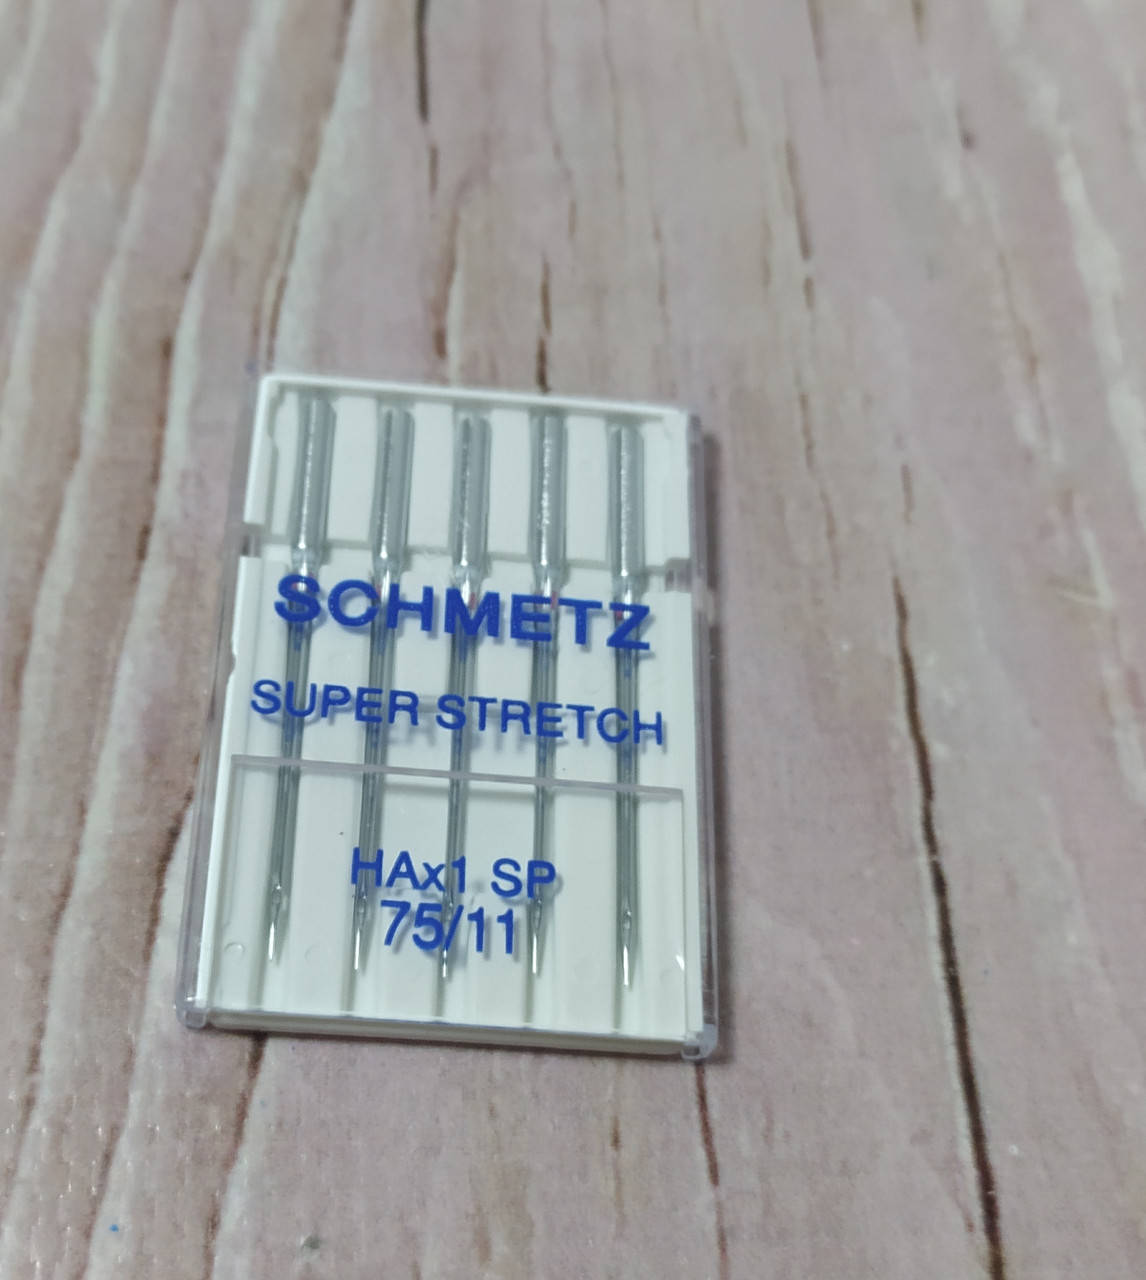 SCHMETZ
SUPER STRETCH
HAx1 SP
75/11